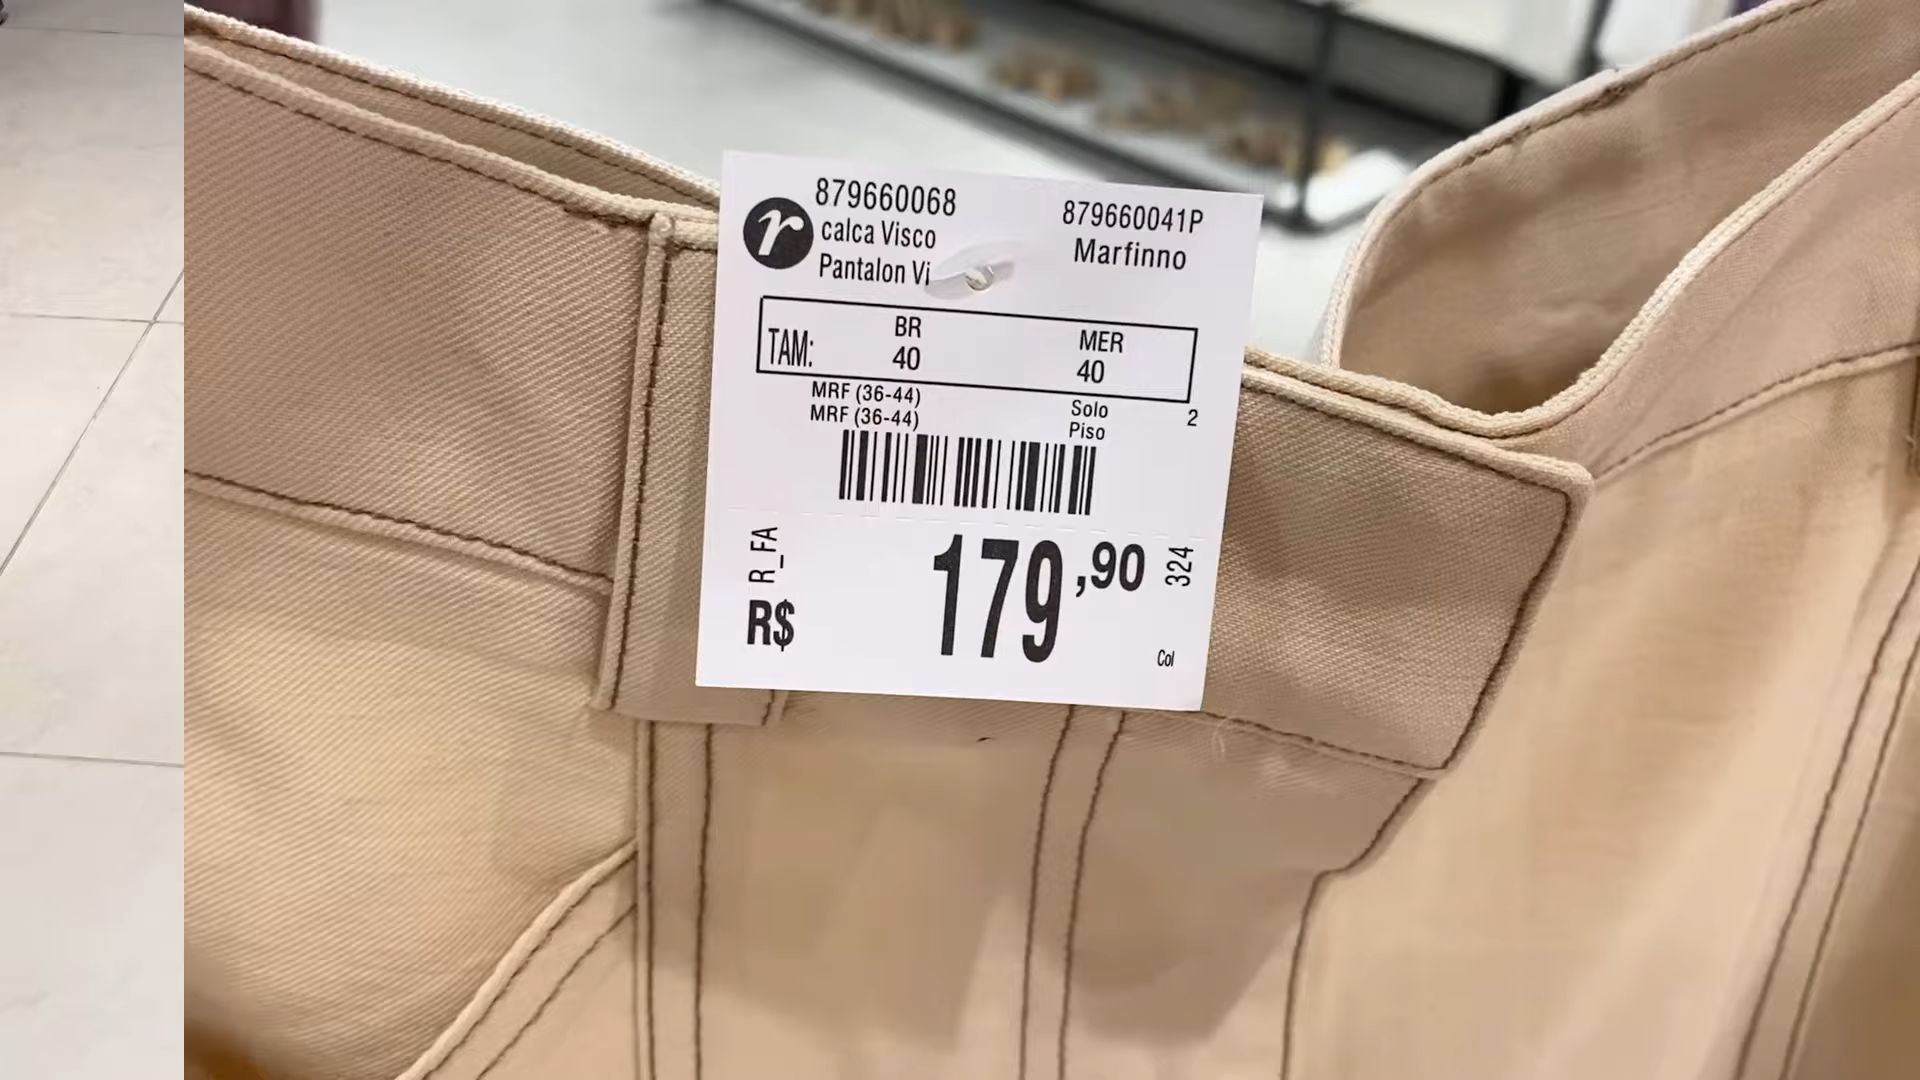 879660068 879660041P
r calca Visco Marfinno
Pantalon Vi
BR MER
TAM: 40 40
MRF (36-44) Solo 2
MRF (36-44) Piso
R_FA
R$ 179,90 324
Col